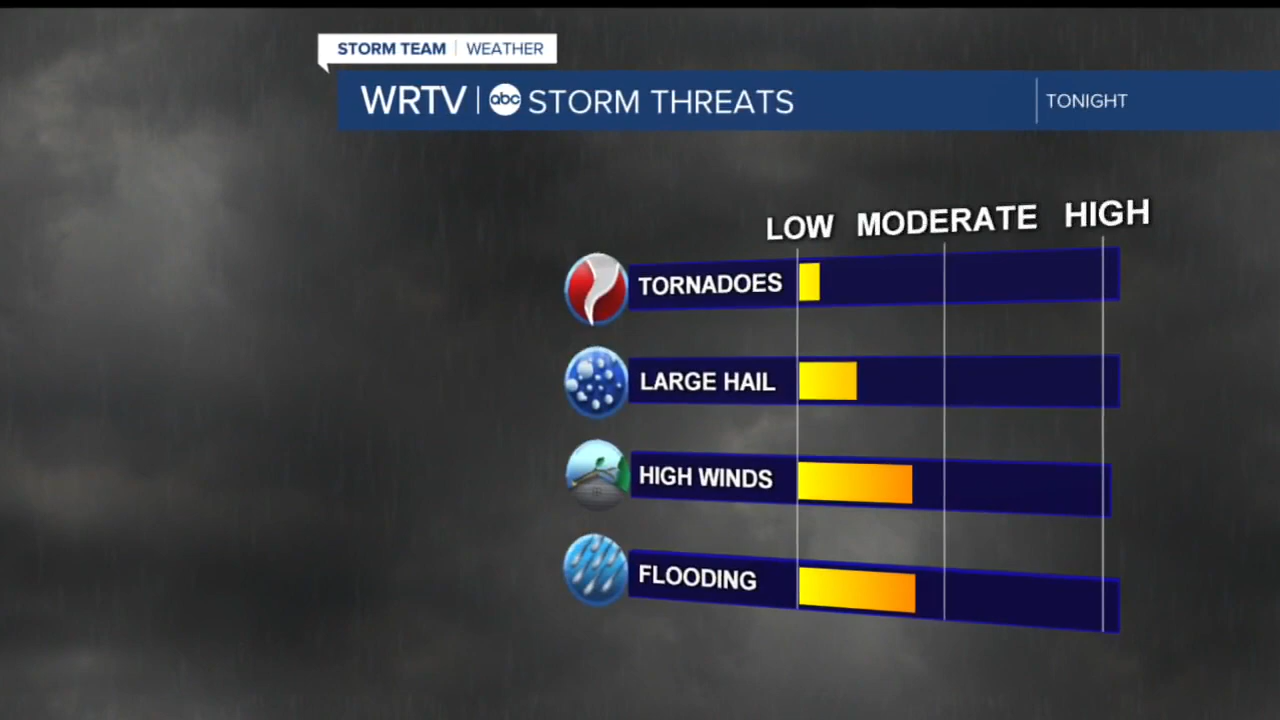 STORM TEAM | WEATHER
WRTV | abc STORM THREATS
TONIGHT
LOW MODERATE HIGH
TORNADOES
LARGE HAIL
HIGH WINDS
FLOODING